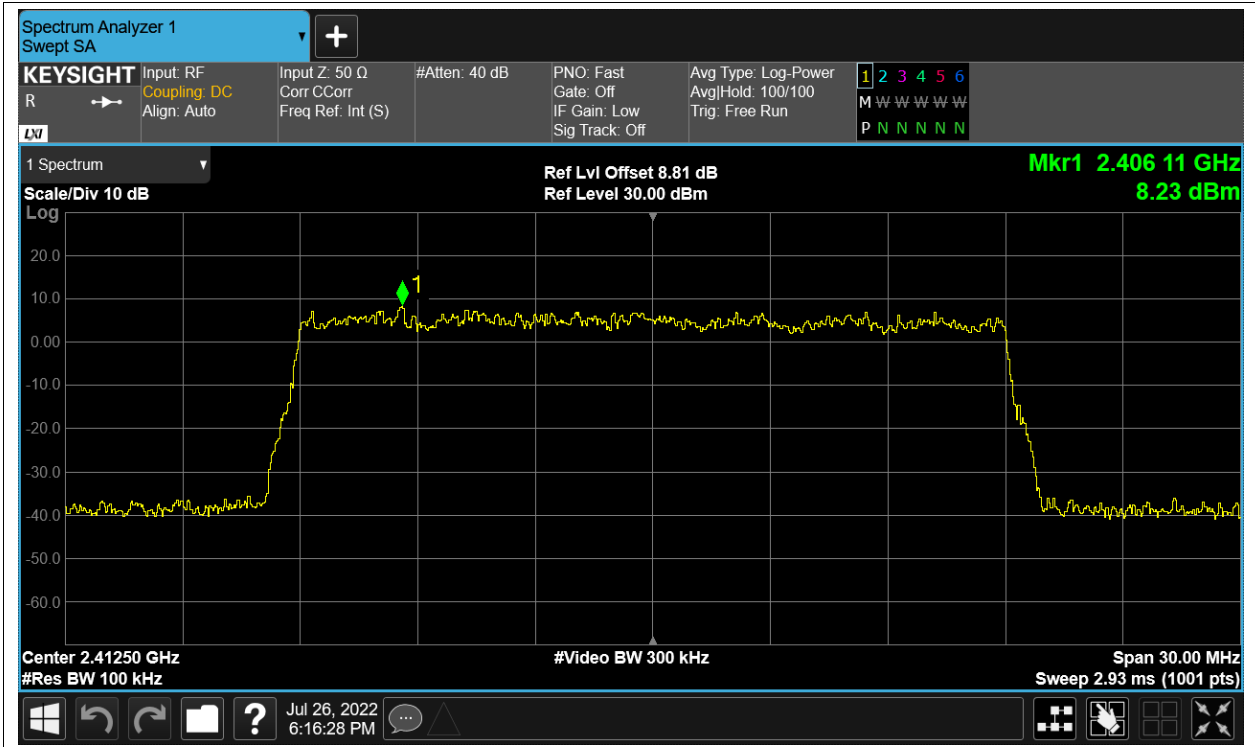 Spectrum Analyzer 1
Swept SA
KEYSIGHT
R
LXI
Input: RF
Coupling: DC
Align: Auto
Input Z: 50 Ω
Corr CCorr
Freq Ref: Int (S)
#Atten: 40 dB
PNO: Fast
Gate: Off
IF Gain: Low
Sig Track: Off
Avg Type: Log-Power
Avg|Hold: 100/100
Trig: Free Run
1 2 3 4 5 6
M W W W W W
P N N N N N
1 Spectrum
Scale/Div 10 dB
Log
Ref Lvl Offset 8.81 dB
Ref Level 30.00 dBm
Mkr1 2.406 11 GHz
8.23 dBm
20.0
1
10.0
0.00
-10.0
-20.0
-30.0
-40.0
-50.0
-60.0
Center 2.41250 GHz
#Res BW 100 kHz
#Video BW 300 kHz
Span 30.00 MHz
Sweep 2.93 ms (1001 pts)
?
Jul 26, 2022
6:16:28 PM